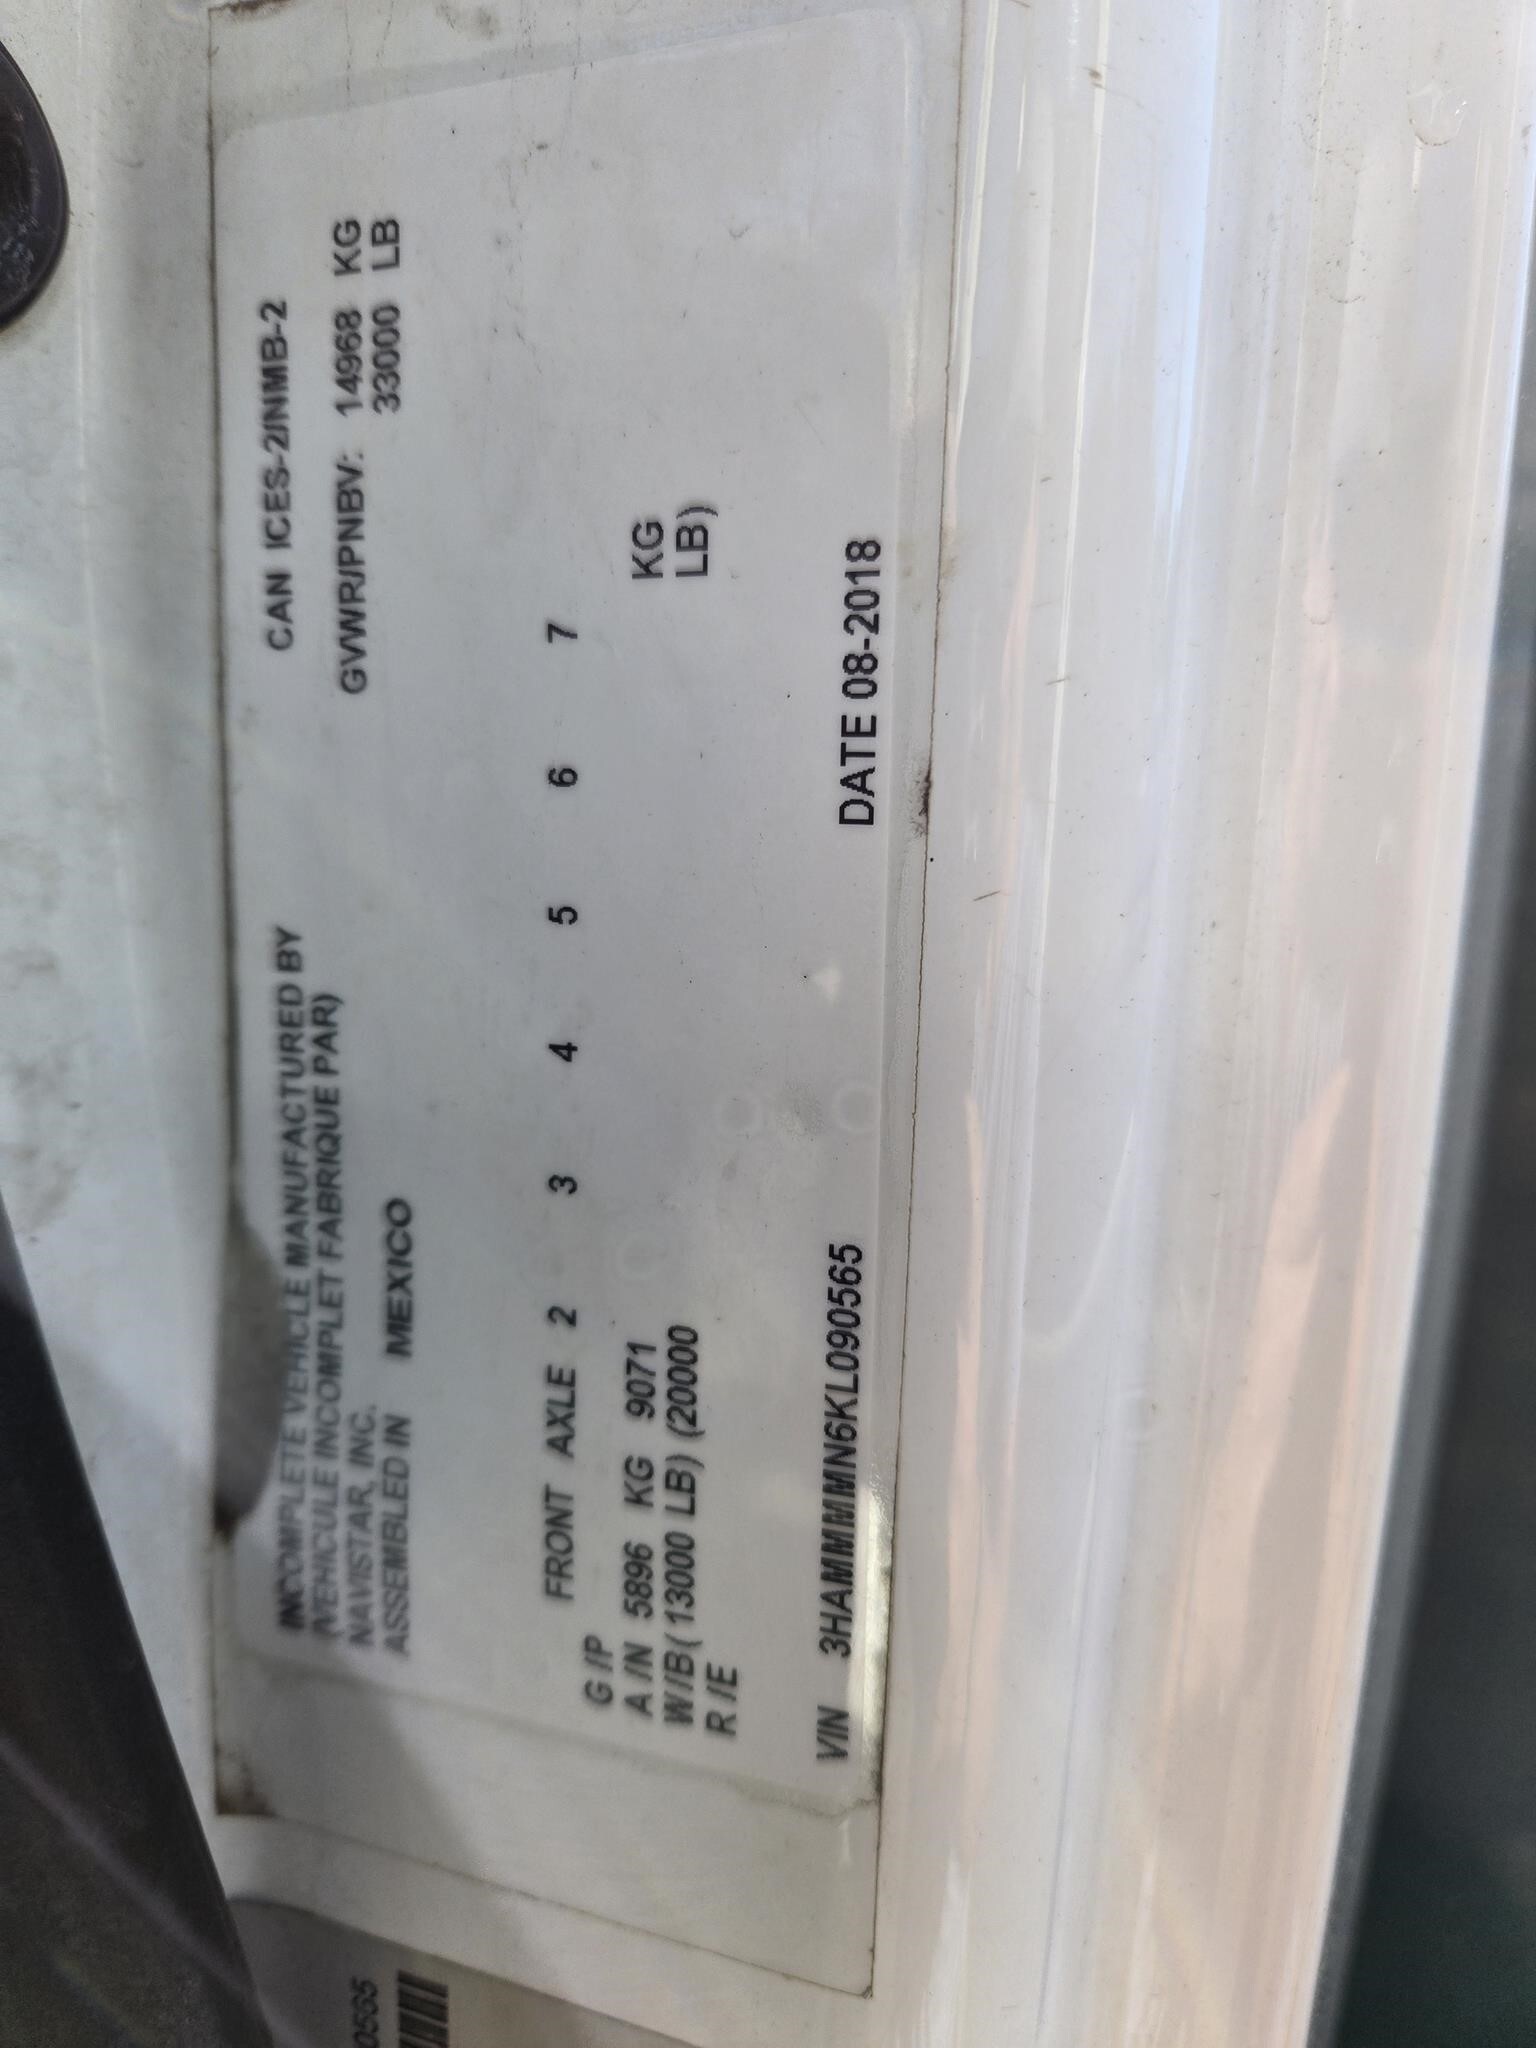 CAN ICES-2/NMB-2
INCOMPLETE VEHICLE MANUFACTURED BY
(VEHICULE INCOMPLET FABRIQUE PAR)
NAVISTAR, INC.
ASSEMBLED IN MEXICO
GVWR/PNBV: 14968 KG
33000 LB
FRONT AXLE 2 3 4 5 6 7
G /P
A /N 5896 KG 9071 KG
W/B( 13000 LB) (20000 LB)
R /E
VIN 3HAMMMMN6KL090565 DATE 08-2018
0565